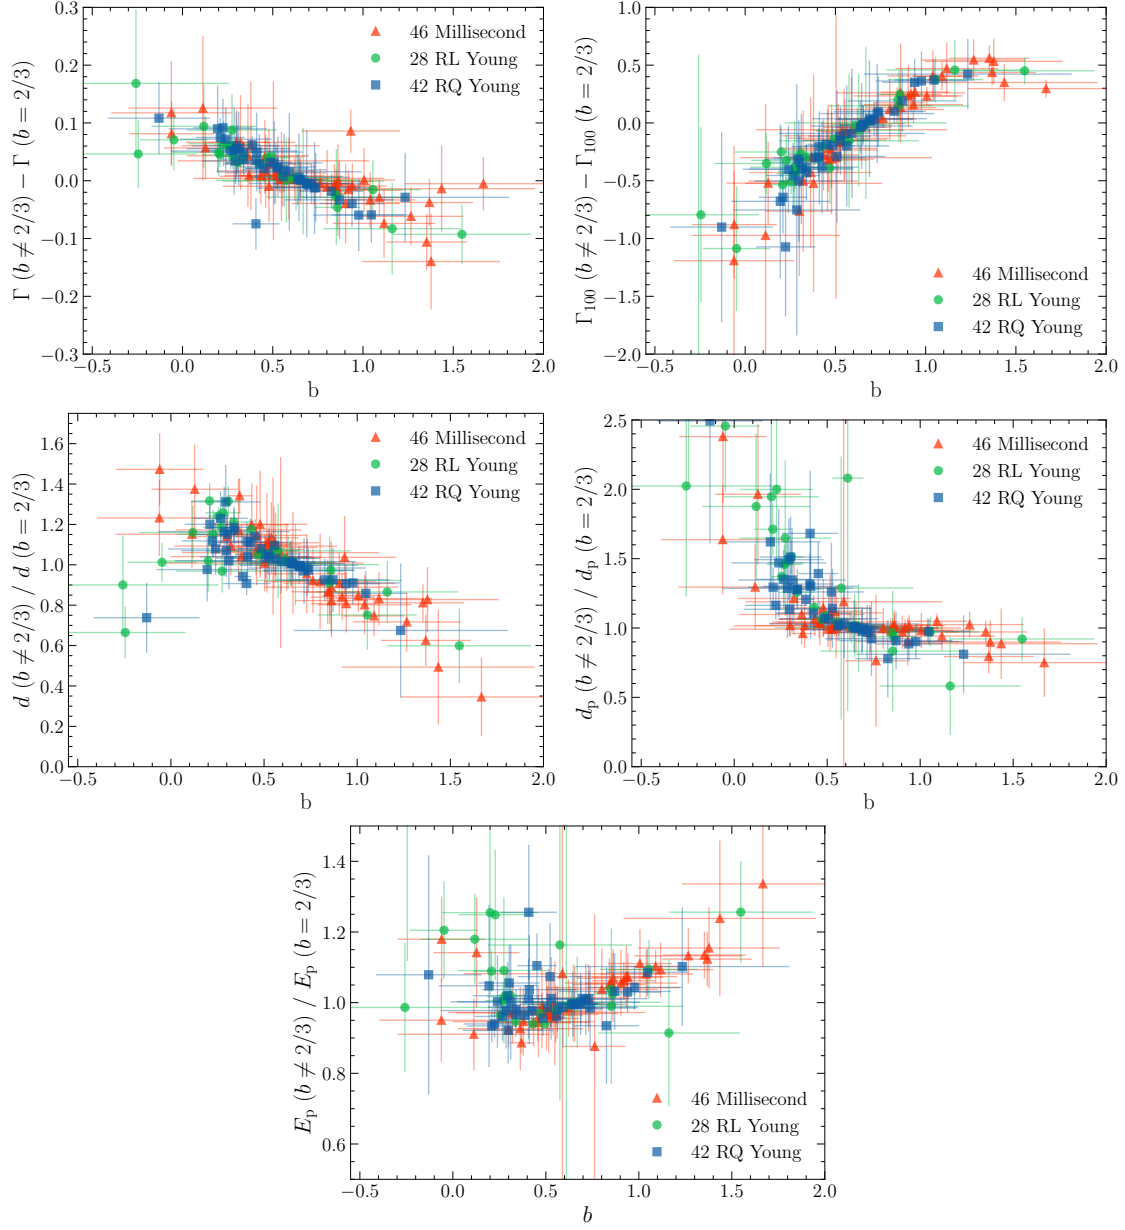 0.3
0.2
0.1
0.0
−0.1
−0.2
−0.3
Γ (b ≠ 2/3) − Γ (b = 2/3)
46 Millisecond
28 RL Young
42 RQ Young
−0.5 0.0 0.5 1.0 1.5 2.0
b
1.0
0.5
0.0
−0.5
−1.0
−1.5
−2.0
Γ100 (b ≠ 2/3) − Γ100 (b = 2/3)
46 Millisecond
28 RL Young
42 RQ Young
−0.5 0.0 0.5 1.0 1.5 2.0
b
1.6
1.4
1.2
1.0
0.8
0.6
0.4
0.2
0.0
d (b ≠ 2/3) / d (b = 2/3)
46 Millisecond
28 RL Young
42 RQ Young
−0.5 0.0 0.5 1.0 1.5 2.0
b
2.5
2.0
1.5
1.0
0.5
0.0
dp (b ≠ 2/3) / dp (b = 2/3)
46 Millisecond
28 RL Young
42 RQ Young
−0.5 0.0 0.5 1.0 1.5 2.0
b
1.4
1.2
1.0
0.8
0.6
Ep (b ≠ 2/3) / Ep (b = 2/3)
46 Millisecond
28 RL Young
42 RQ Young
−0.5 0.0 0.5 1.0 1.5 2.0
b